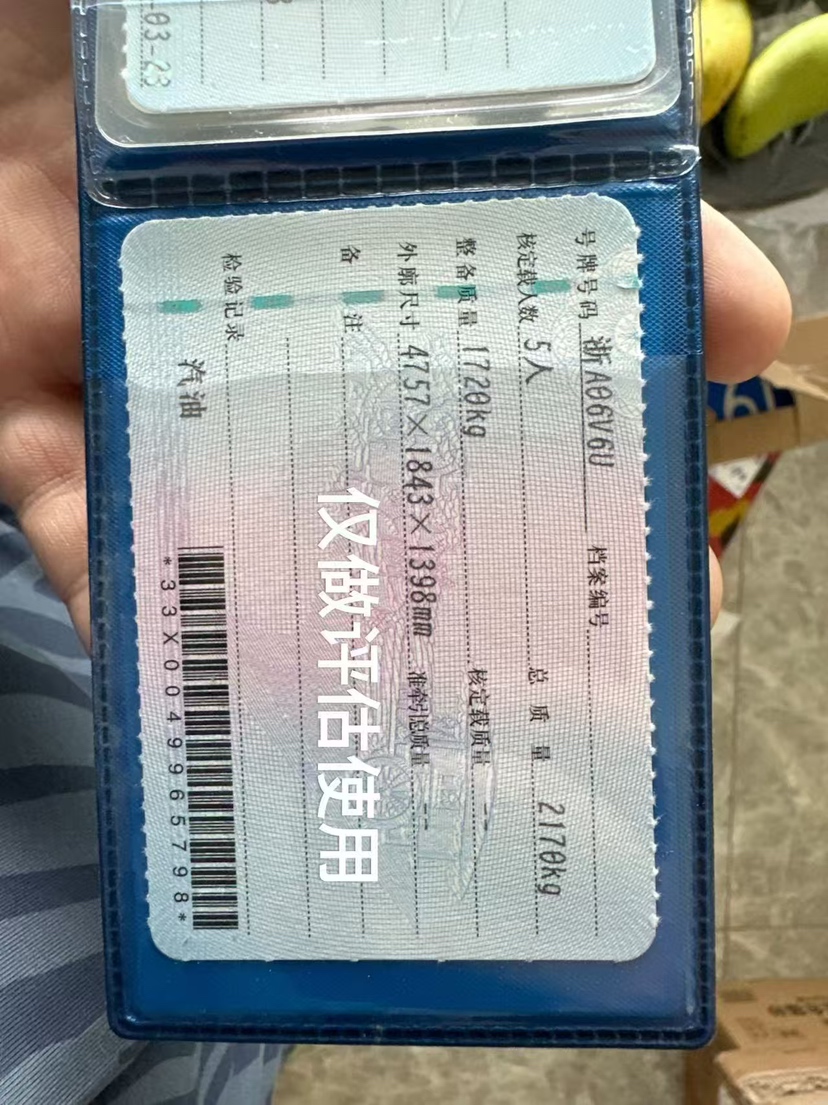 -03-23
号牌号码 浙A06V6U 档案编号
核定载人数 5人 总质量 2170kg
整备质量 1720kg 核定载质量 --
外廓尺寸 4757×1843×1398mm 准牵引总质量 --
备注
检验记录
汽油
*33X0049965798*
仅做评估使用